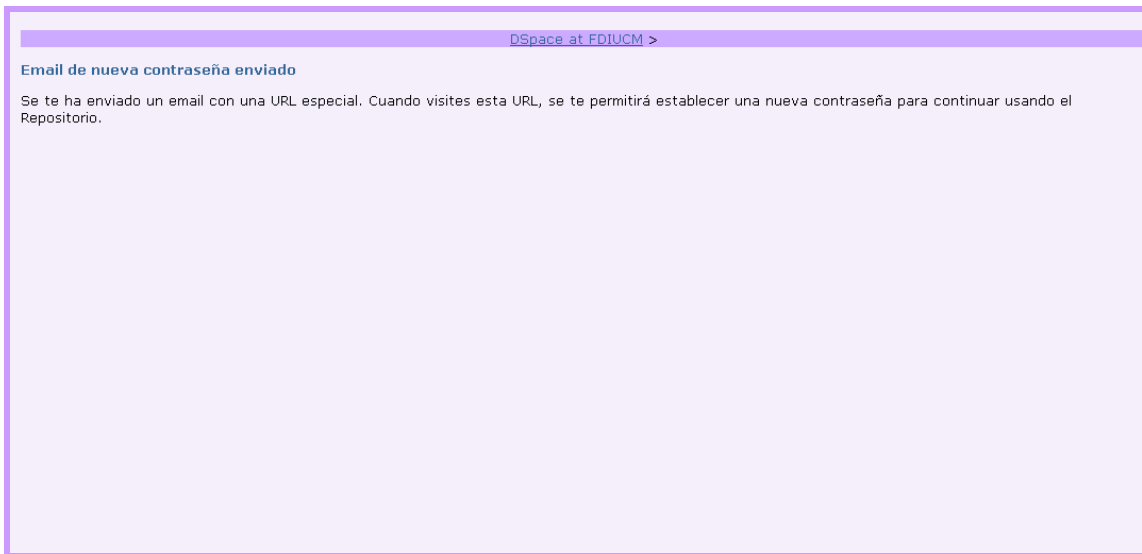 DSpace at FDIUCM >
Email de nueva contraseña enviado
Se te ha enviado un email con una URL especial. Cuando visites esta URL, se te permitirá establecer una nueva contraseña para continuar usando el
Repositorio.